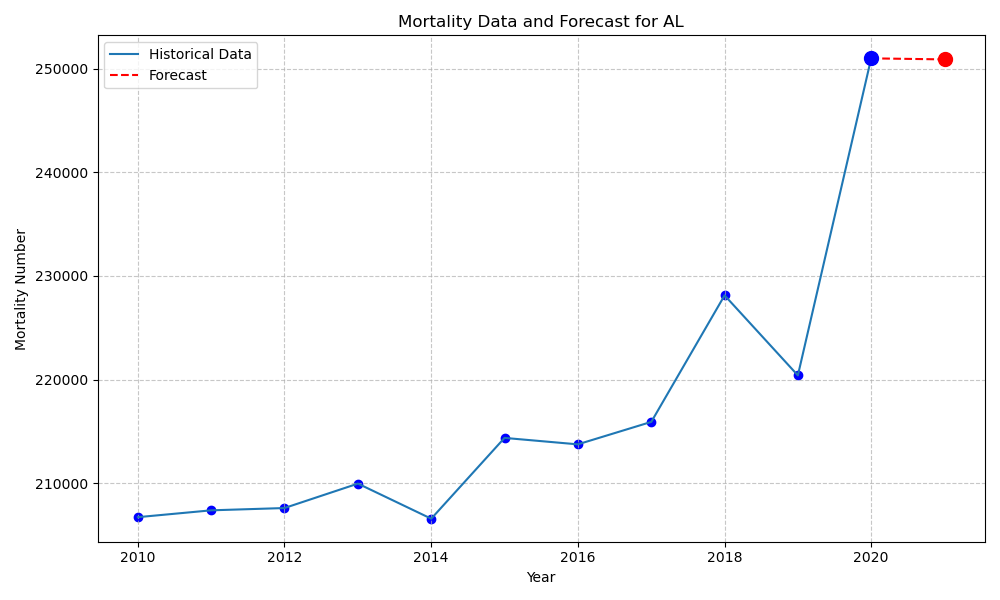 Mortality Data and Forecast for AL
Historical Data
Forecast
250000
240000
230000
220000
210000
Mortality Number
2010
2012
2014
2016
2018
2020
Year